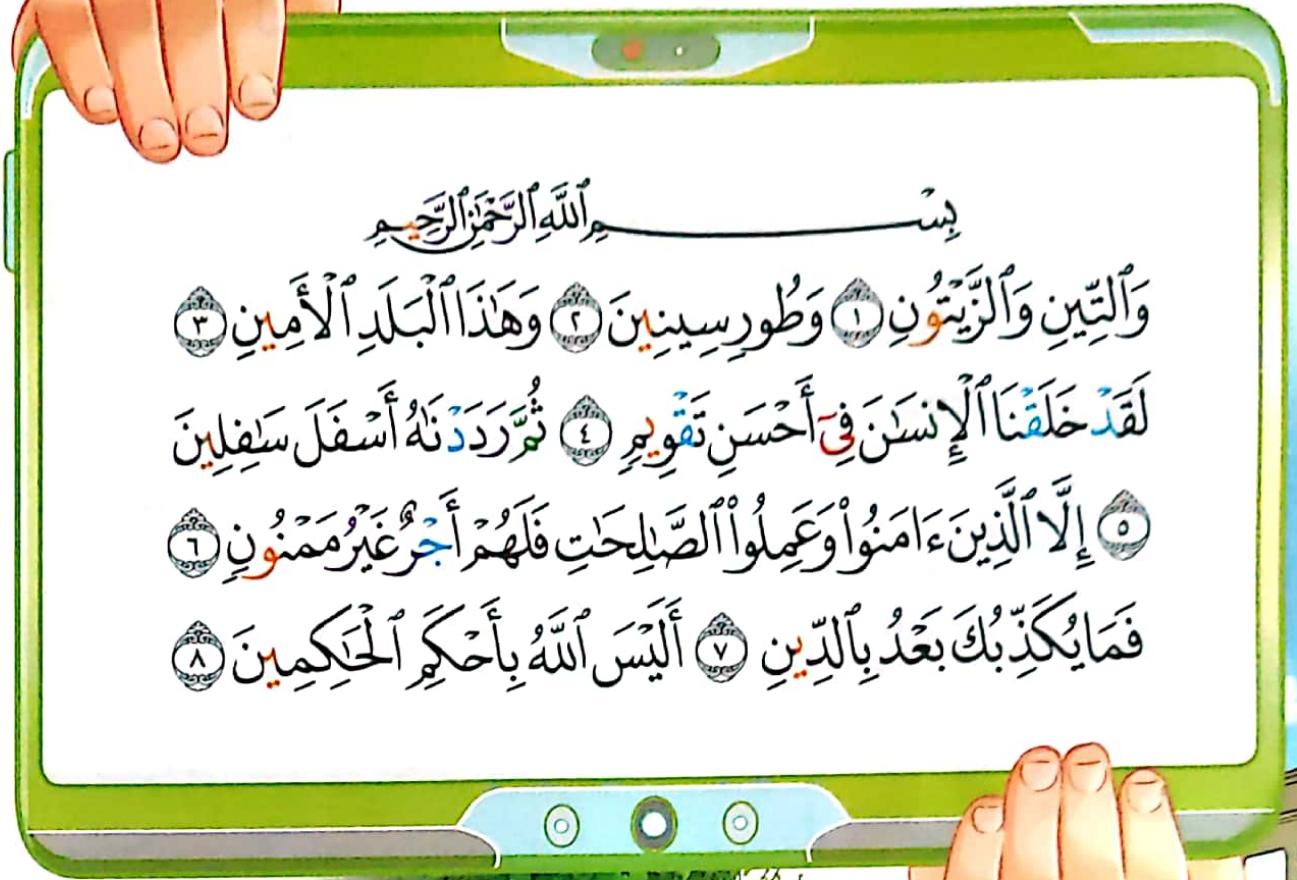 بِسْمِ ٱللَّهِ ٱلرَّحْمَٰنِ ٱلرَّحِيمِ
وَٱلتِّينِ وَٱلزَّيْتُونِ ١ وَطُورِ سِينِينَ ٢ وَهَٰذَا ٱلْبَلَدِ ٱلْأَمِينِ ٣
لَقَدْ خَلَقْنَا ٱلْإِنسَٰنَ فِىٓ أَحْسَنِ تَقْوِيمٍ ٤ ثُمَّ رَدَدْنَٰهُ أَسْفَلَ سَٰفِلِينَ
٥ إِلَّا ٱلَّذِينَ ءَامَنُوا۟ وَعَمِلُوا۟ ٱلصَّٰلِحَٰتِ فَلَهُمْ أَجْرٌ غَيْرُ مَمْنُونٍ ٦
فَمَا يُكَذِّبُكَ بَعْدُ بِٱلدِّينِ ٧ أَلَيْسَ ٱللَّهُ بِأَحْكَمِ ٱلْحَٰكِمِينَ ٨